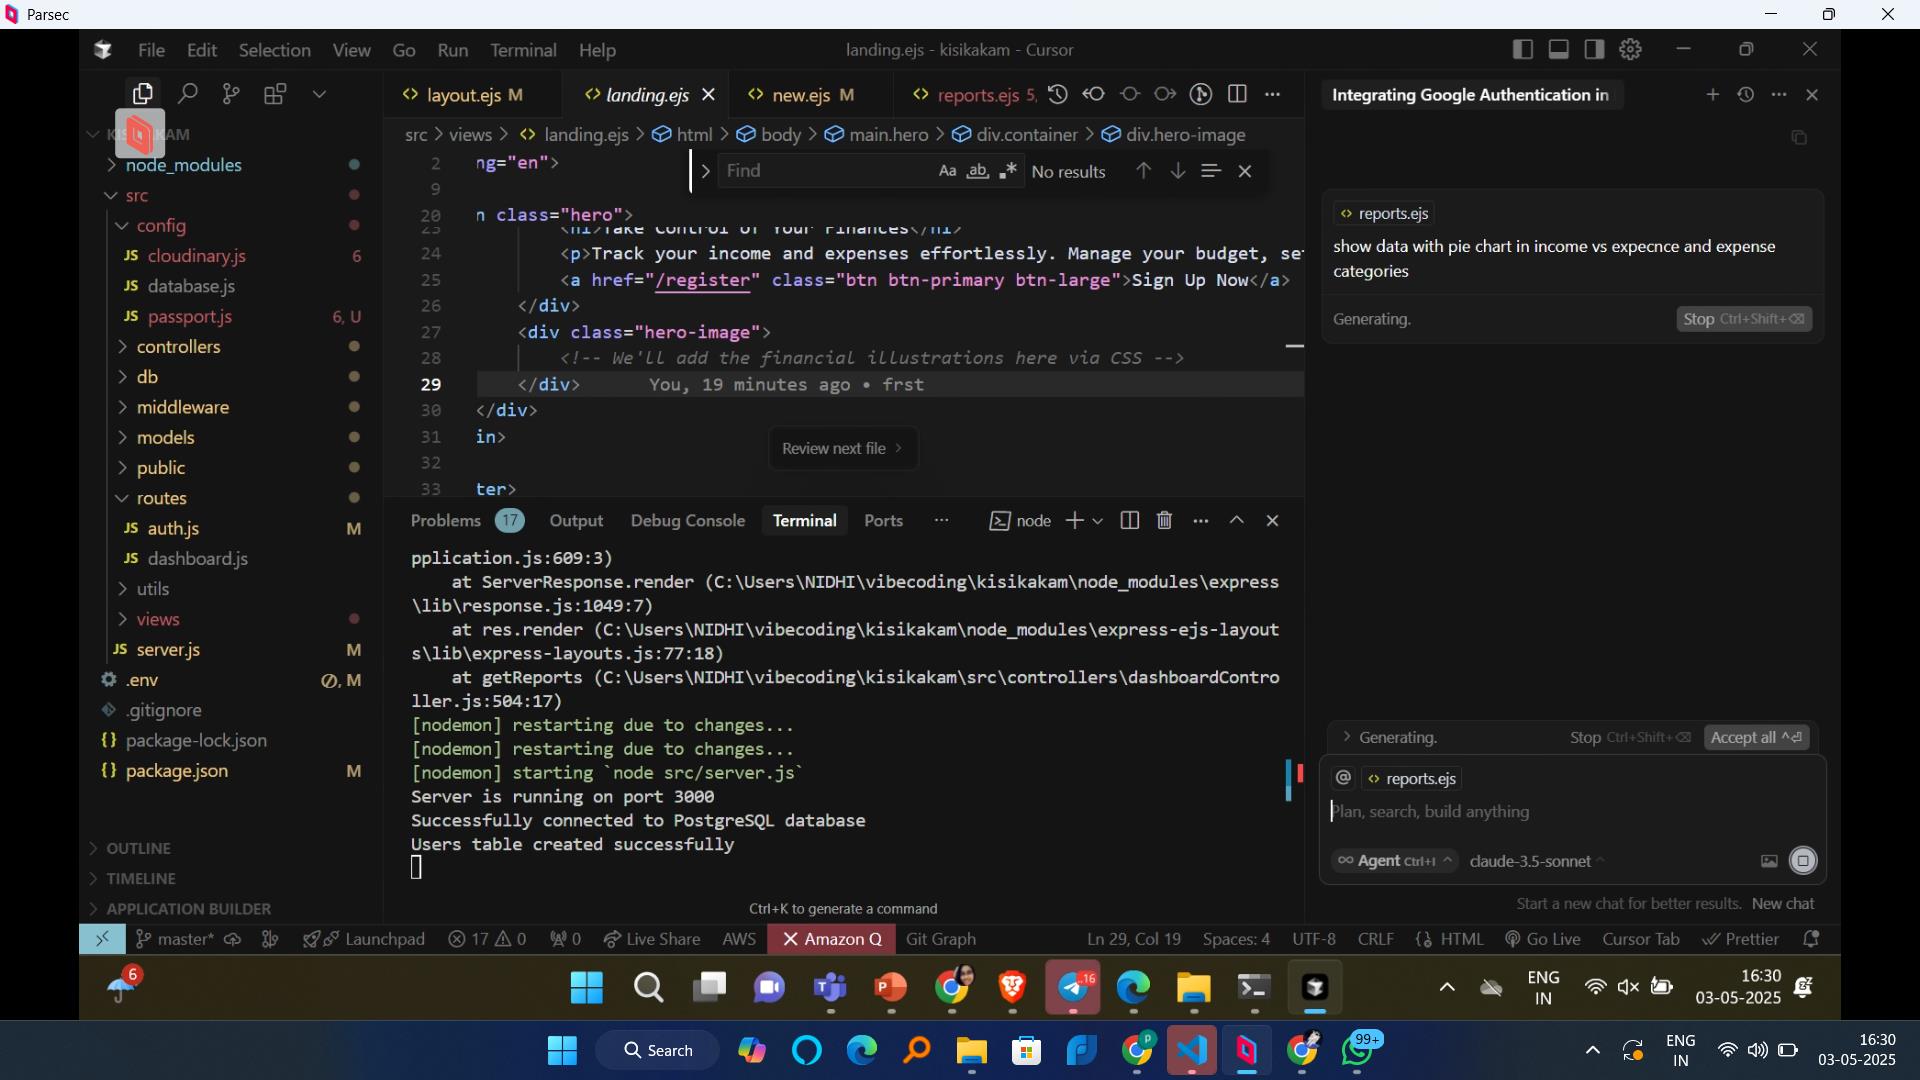 Parsec
File Edit Selection View Go Run Terminal Help
landing.ejs - kisikakam - Cursor
layout.ejs M
landing.ejs
new.ejs M
reports.ejs 5,
src > views > landing.ejs > html > body > main.hero > div.container > div.hero-image
node_modules
src
config
JS cloudinary.js 6
JS database.js
JS passport.js 6, U
controllers
db
middleware
models
public
routes
JS auth.js M
JS dashboard.js
utils
views
JS server.js M
.env M
.gitignore
{} package-lock.json
{} package.json M
OUTLINE
TIMELINE
APPLICATION BUILDER
Find Aa ab No results
2 ng="en">
9
20 n class="hero">
23 <h1>Take Control of Your Finances</h1>
24 <p>Track your income and expenses effortlessly. Manage your budget, se
25 <a href="/register" class="btn btn-primary btn-large">Sign Up Now</a>
26 </div>
27 <div class="hero-image">
28 <!-- We'll add the financial illustrations here via CSS -->
29 </div> You, 19 minutes ago • frst
30 </div>
31 in>
32
33 ter>
Review next file >
Problems 17 Output Debug Console Terminal Ports ··· node
pplication.js:609:3)
at ServerResponse.render (C:\Users\NIDHI\vibecoding\kisikakam\node_modules\express
\lib\response.js:1049:7)
at res.render (C:\Users\NIDHI\vibecoding\kisikakam\node_modules\express-ejs-layout
s\lib\express-layouts.js:77:18)
at getReports (C:\Users\NIDHI\vibecoding\kisikakam\src\controllers\dashboardContro
ller.js:504:17)
[nodemon] restarting due to changes...
[nodemon] restarting due to changes...
[nodemon] starting `node src/server.js`
Server is running on port 3000
Successfully connected to PostgreSQL database
Users table created successfully
Ctrl+K to generate a command
Integrating Google Authentication in
reports.ejs
show data with pie chart in income vs expecnce and expense
categories
Generating. Stop Ctrl+Shift+⌫
Generating. Stop Ctrl+Shift+⌫ Accept all ^⏎
@ reports.ejs
Plan, search, build anything
∞ Agent Ctrl+I claude-3.5-sonnet
Start a new chat for better results. New chat
master* Launchpad 17 0 0 Live Share AWS Amazon Q Git Graph Ln 29, Col 19 Spaces: 4 UTF-8 CRLF {} HTML Go Live Cursor Tab Prettier
6
16
ENG
IN
16:30
03-05-2025
Search
P
99+
ENG
IN
16:30
03-05-2025